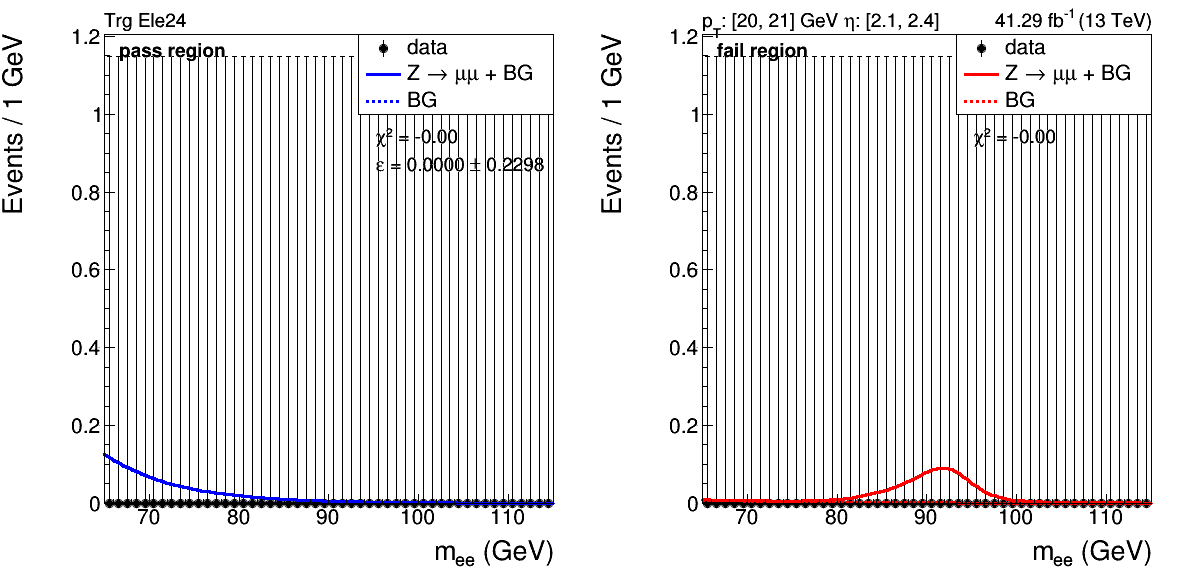 Trg Ele24
pass region
data
Z → μμ + BG
BG
χ² = -0.00
ε = 0.0000 ± 0.2298
Events / 1 GeV
1.2
1
0.8
0.6
0.4
0.2
0
70 80 90 100 110
m_ee (GeV)
p_T: [20, 21] GeV η: [2.1, 2.4] 41.29 fb⁻¹ (13 TeV)
fail region
data
Z → μμ + BG
BG
χ² = -0.00
Events / 1 GeV
1.2
1
0.8
0.6
0.4
0.2
0
70 80 90 100 110
m_ee (GeV)